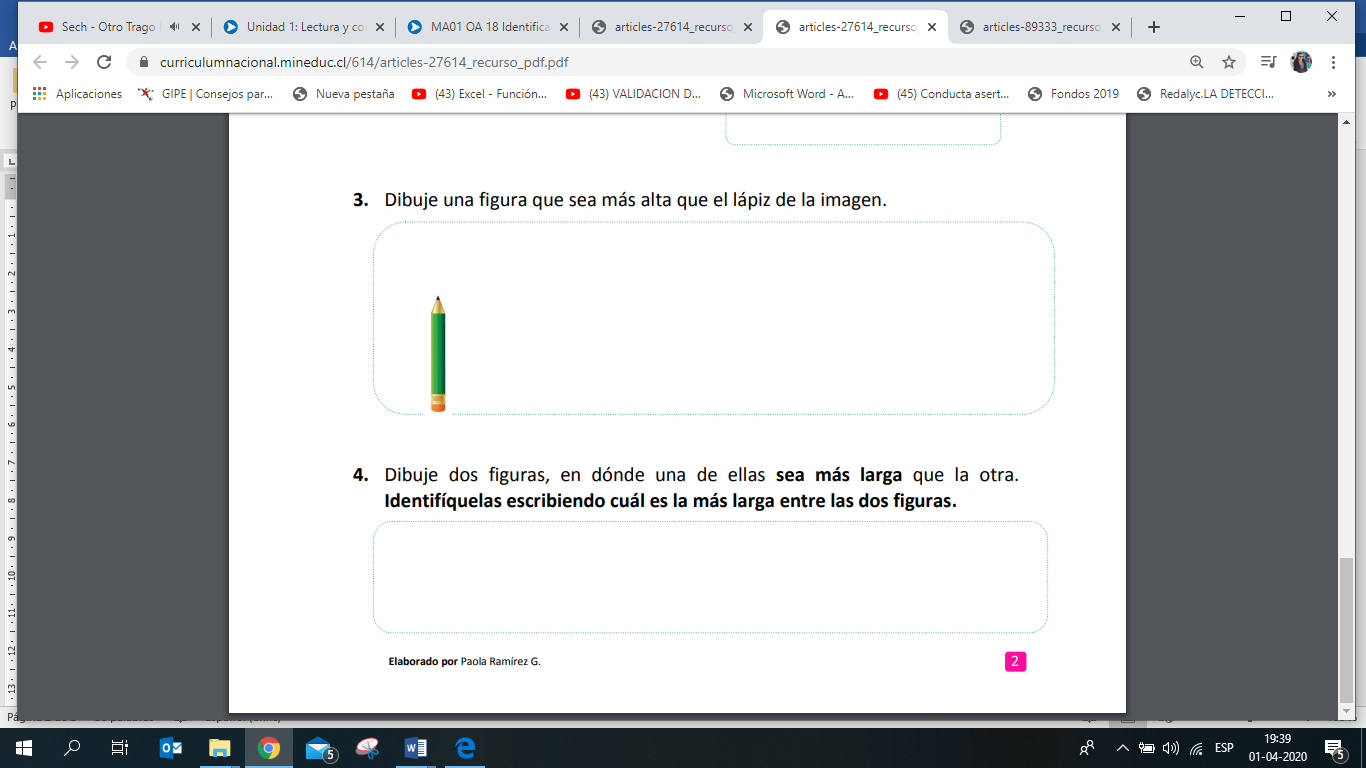 Sech - Otro Trago
Unidad 1: Lectura y co
MA01 OA 18 Identifica
articles-27614_recurso
articles-27614_recurso
articles-89333_recurso
curriculumnacional.mineduc.cl/614/articles-27614_recurso_pdf.pdf
Aplicaciones
GIPE | Consejos par...
Nueva pestaña
(43) Excel - Función...
(43) VALIDACION D...
Microsoft Word - A...
(45) Conducta asert...
Fondos 2019
Redalyc.LA DETECCI...
»
3. Dibuje una figura que sea más alta que el lápiz de la imagen.
4. Dibuje dos figuras, en dónde una de ellas sea más larga que la otra.
Identifíquelas escribiendo cuál es la más larga entre las dos figuras.
Elaborado por Paola Ramírez G.
2
5
ESP
19:39
01-04-2020
5